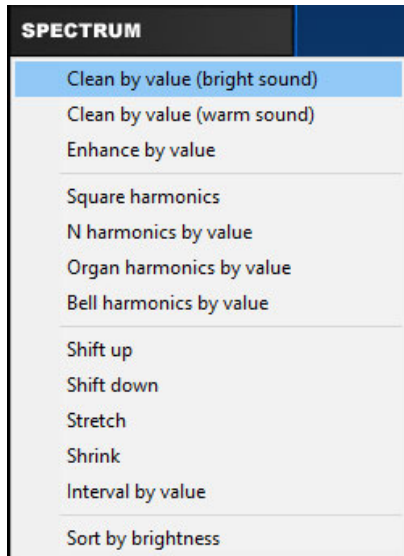 SPECTRUM
Clean by value (bright sound)
Clean by value (warm sound)
Enhance by value
Square harmonics
N harmonics by value
Organ harmonics by value
Bell harmonics by value
Shift up
Shift down
Stretch
Shrink
Interval by value
Sort by brightness